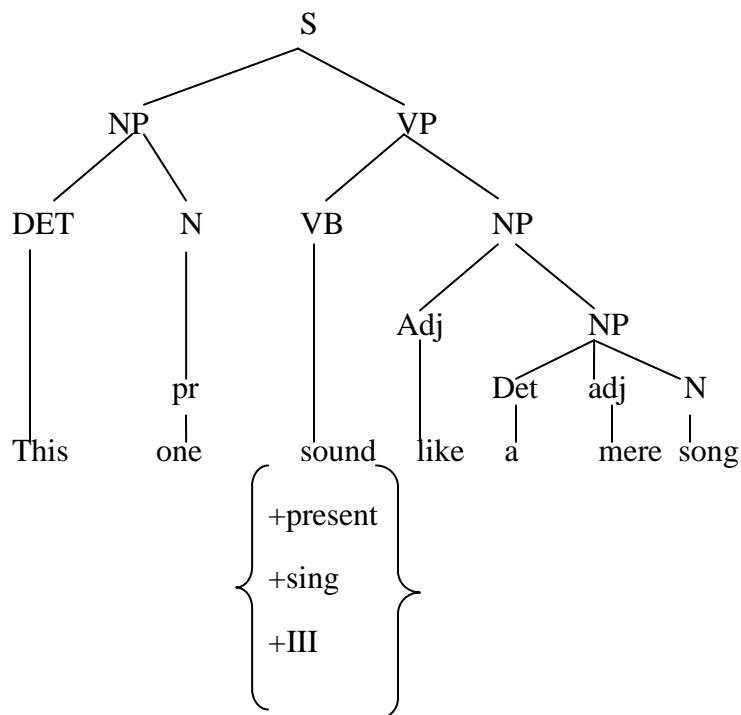 S
NP VP
DET N VB NP
Adj NP
pr Det adj N
This one sound like a mere song
+present
+sing
+III